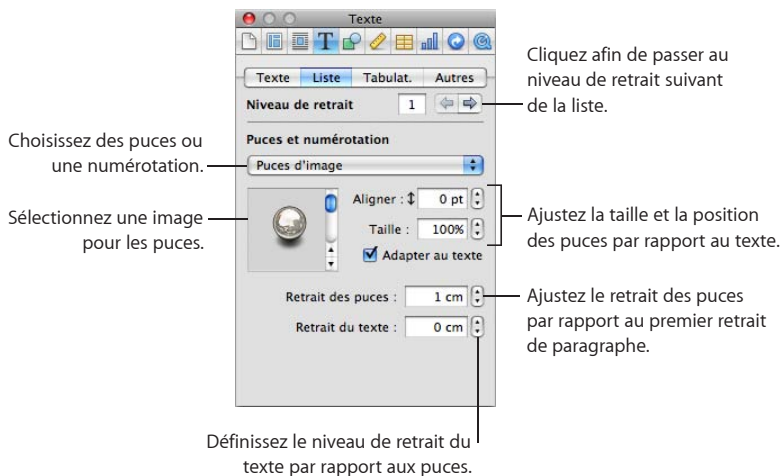 Texte
T
Texte Liste Tabulat. Autres
Niveau de retrait 1
Cliquez afin de passer au
niveau de retrait suivant
de la liste.
Puces et numérotation
Choisissez des puces ou
une numérotation.
Puces d'image
Sélectionnez une image
pour les puces.
Aligner : 0 pt
Taille : 100%
Adapter au texte
Ajustez la taille et la position
des puces par rapport au texte.
Retrait des puces : 1 cm
Retrait du texte : 0 cm
Ajustez le retrait des puces
par rapport au premier retrait
de paragraphe.
Définissez le niveau de retrait du
texte par rapport aux puces.